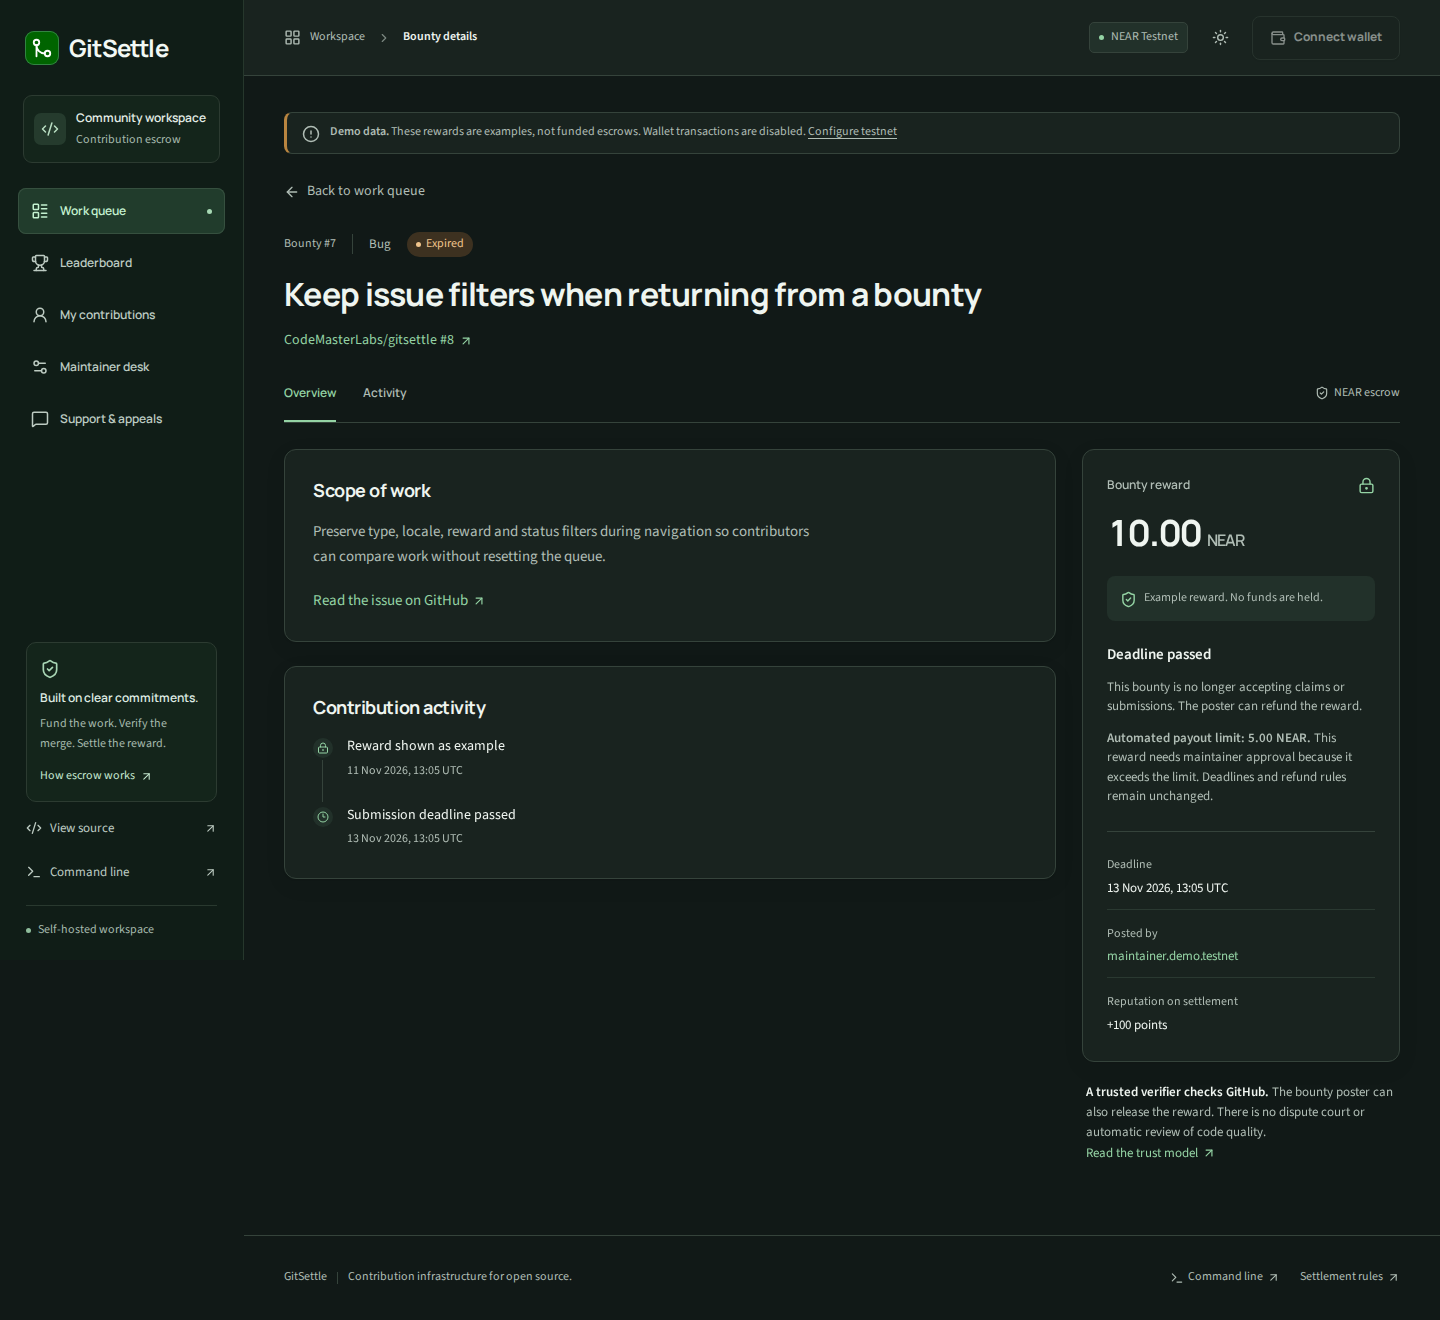 GitSettle
Community workspace
Contribution escrow
Work queue
Leaderboard
My contributions
Maintainer desk
Support & appeals
Built on clear commitments.
Fund the work. Verify the
merge. Settle the reward.
How escrow works
View source
Command line
Self-hosted workspace
Workspace
Bounty details
NEAR Testnet
Connect wallet
Demo data. These rewards are examples, not funded escrows. Wallet transactions are disabled. Configure testnet
Back to work queue
Bounty #7
Bug
Expired
Keep issue filters when returning from a bounty
CodeMasterLabs/gitsettle #8
Overview
Activity
NEAR escrow
Scope of work
Preserve type, locale, reward and status filters during navigation so contributors
can compare work without resetting the queue.
Read the issue on GitHub
Contribution activity
Reward shown as example
11 Nov 2026, 13:05 UTC
Submission deadline passed
13 Nov 2026, 13:05 UTC
Bounty reward
10.00 NEAR
Example reward. No funds are held.
Deadline passed
This bounty is no longer accepting claims or
submissions. The poster can refund the reward.
Automated payout limit: 5.00 NEAR. This
reward needs maintainer approval because it
exceeds the limit. Deadlines and refund rules
remain unchanged.
Deadline
13 Nov 2026, 13:05 UTC
Posted by
maintainer.demo.testnet
Reputation on settlement
+100 points
A trusted verifier checks GitHub. The bounty poster can
also release the reward. There is no dispute court or
automatic review of code quality.
Read the trust model
GitSettle
Contribution infrastructure for open source.
Command line
Settlement rules